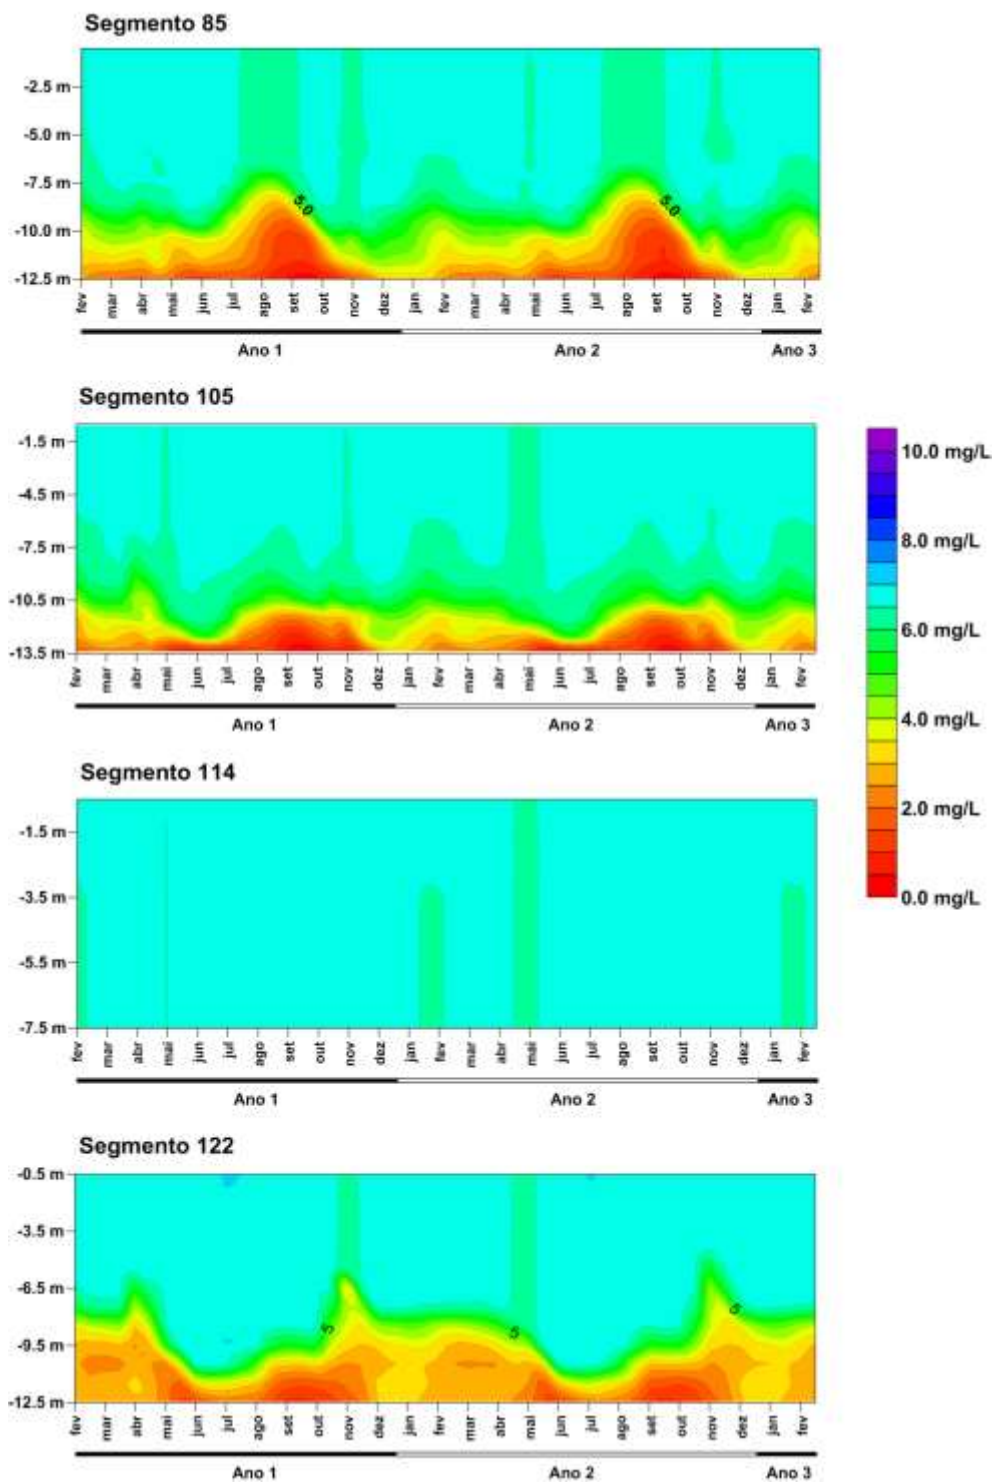 Segmento 85
-2.5 m
-5.0 m
-7.5 m
-10.0 m
-12.5 m
5.0
5.0
fev mar abr mai jun jul ago set out nov dez jan fev mar abr mai jun jul ago set out nov dez jan fev
Ano 1 Ano 2 Ano 3
Segmento 105
-1.5 m
-4.5 m
-7.5 m
-10.5 m
-13.5 m
fev mar abr mai jun jul ago set out nov dez jan fev mar abr mai jun jul ago set out nov dez jan fev
Ano 1 Ano 2 Ano 3
10.0 mg/L
8.0 mg/L
6.0 mg/L
4.0 mg/L
2.0 mg/L
0.0 mg/L
Segmento 114
-1.5 m
-3.5 m
-5.5 m
-7.5 m
fev mar abr mai jun jul ago set out nov dez jan fev mar abr mai jun jul ago set out nov dez jan fev
Ano 1 Ano 2 Ano 3
Segmento 122
-0.5 m
-3.5 m
-6.5 m
-9.5 m
-12.5 m
5
5
5
fev mar abr mai jun jul ago set out nov dez jan fev mar abr mai jun jul ago set out nov dez jan fev
Ano 1 Ano 2 Ano 3